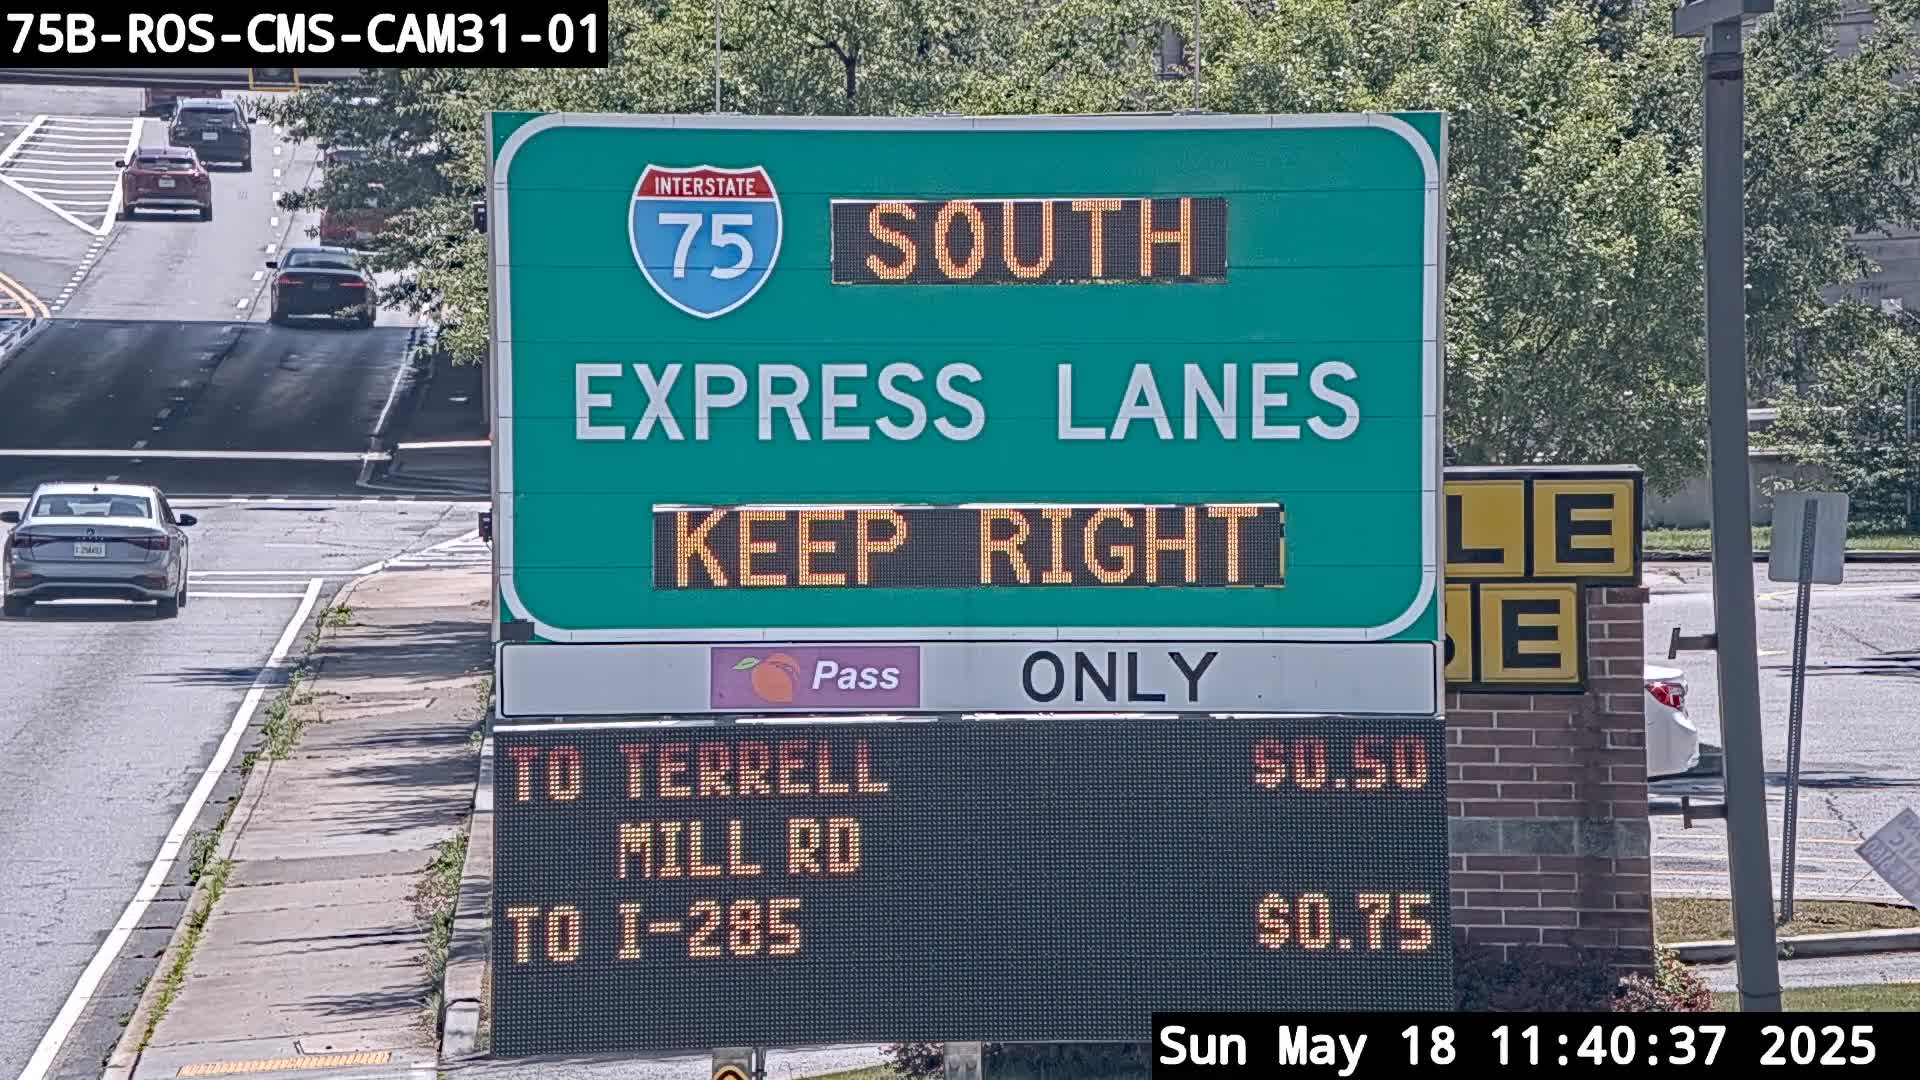 75B-ROS-CMS-CAM31-01
INTERSTATE
75
SOUTH
EXPRESS LANES
KEEP RIGHT
LE
E
Pass ONLY
TO TERRELL $0.50
MILL RD
TO I-285 $0.75
Sun May 18 11:40:37 2025